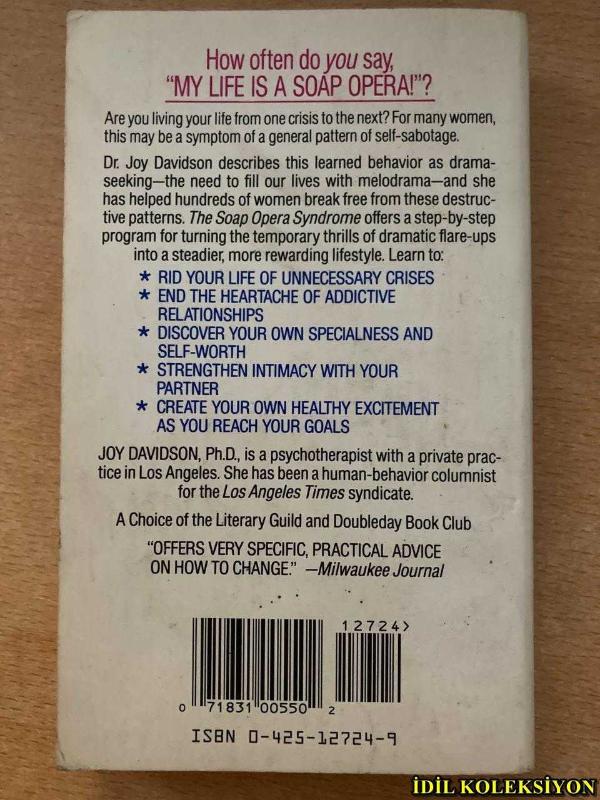 How often do you say,
"MY LIFE IS A SOAP OPERA!"?
Are you living your life from one crisis to the next? For many women,
this may be a symptom of a general pattern of self-sabotage.
Dr. Joy Davidson describes this learned behavior as drama-
seeking—the need to fill our lives with melodrama—and she
has helped hundreds of women break free from these destruc-
tive patterns. The Soap Opera Syndrome offers a step-by-step
program for turning the temporary thrills of dramatic flare-ups
into a steadier, more rewarding lifestyle. Learn to:
* RID YOUR LIFE OF UNNECESSARY CRISES
* END THE HEARTACHE OF ADDICTIVE
RELATIONSHIPS
* DISCOVER YOUR OWN SPECIALNESS AND
SELF-WORTH
* STRENGTHEN INTIMACY WITH YOUR
PARTNER
* CREATE YOUR OWN HEALTHY EXCITEMENT
AS YOU REACH YOUR GOALS
JOY DAVIDSON, Ph.D., is a psychotherapist with a private prac-
tice in Los Angeles. She has been a human-behavior columnist
for the Los Angeles Times syndicate.
A Choice of the Literary Guild and Doubleday Book Club
"OFFERS VERY SPECIFIC, PRACTICAL ADVICE
ON HOW TO CHANGE." —Milwaukee Journal
12724>
0 71831 00550 2
ISBN 0-425-12724-9
İDİL KOLEKSİYON